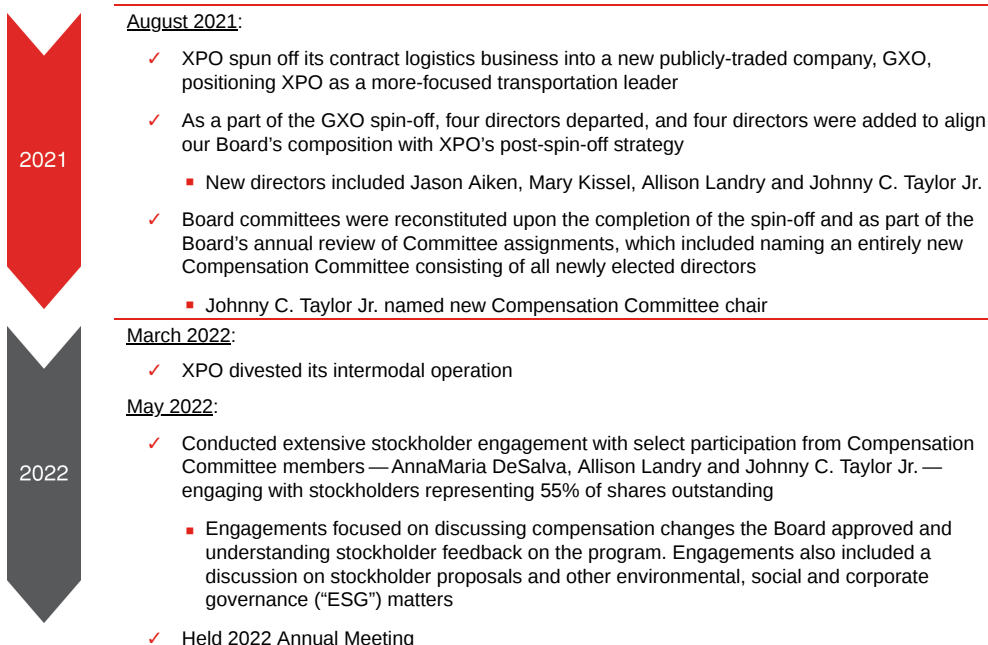 2021
August 2021:
✓ XPO spun off its contract logistics business into a new publicly-traded company, GXO,
positioning XPO as a more-focused transportation leader
✓ As a part of the GXO spin-off, four directors departed, and four directors were added to align
our Board’s composition with XPO’s post-spin-off strategy
▪ New directors included Jason Aiken, Mary Kissel, Allison Landry and Johnny C. Taylor Jr.
✓ Board committees were reconstituted upon the completion of the spin-off and as part of the
Board’s annual review of Committee assignments, which included naming an entirely new
Compensation Committee consisting of all newly elected directors
▪ Johnny C. Taylor Jr. named new Compensation Committee chair
2022
March 2022:
✓ XPO divested its intermodal operation
May 2022:
✓ Conducted extensive stockholder engagement with select participation from Compensation
Committee members — AnnaMaria DeSalva, Allison Landry and Johnny C. Taylor Jr. —
engaging with stockholders representing 55% of shares outstanding
▪ Engagements focused on discussing compensation changes the Board approved and
understanding stockholder feedback on the program. Engagements also included a
discussion on stockholder proposals and other environmental, social and corporate
governance (“ESG”) matters
✓ Held 2022 Annual Meeting